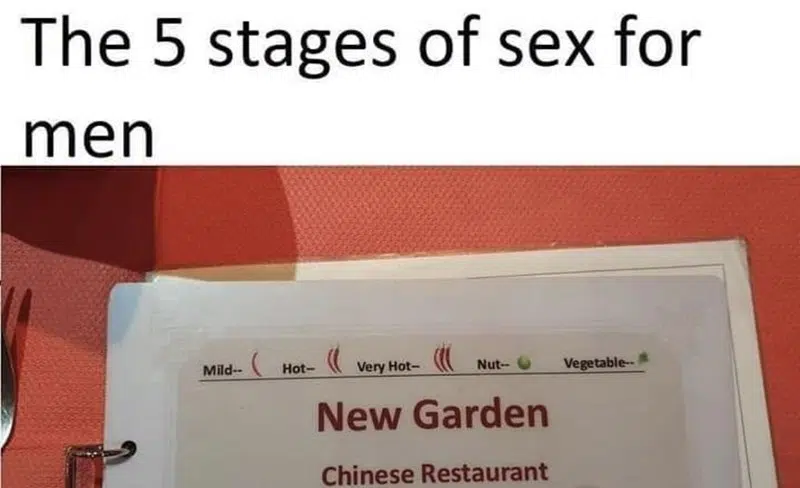 The 5 stages of sex for
men
Mild-- Hot-- Very Hot-- Nut-- Vegetable--
New Garden
Chinese Restaurant